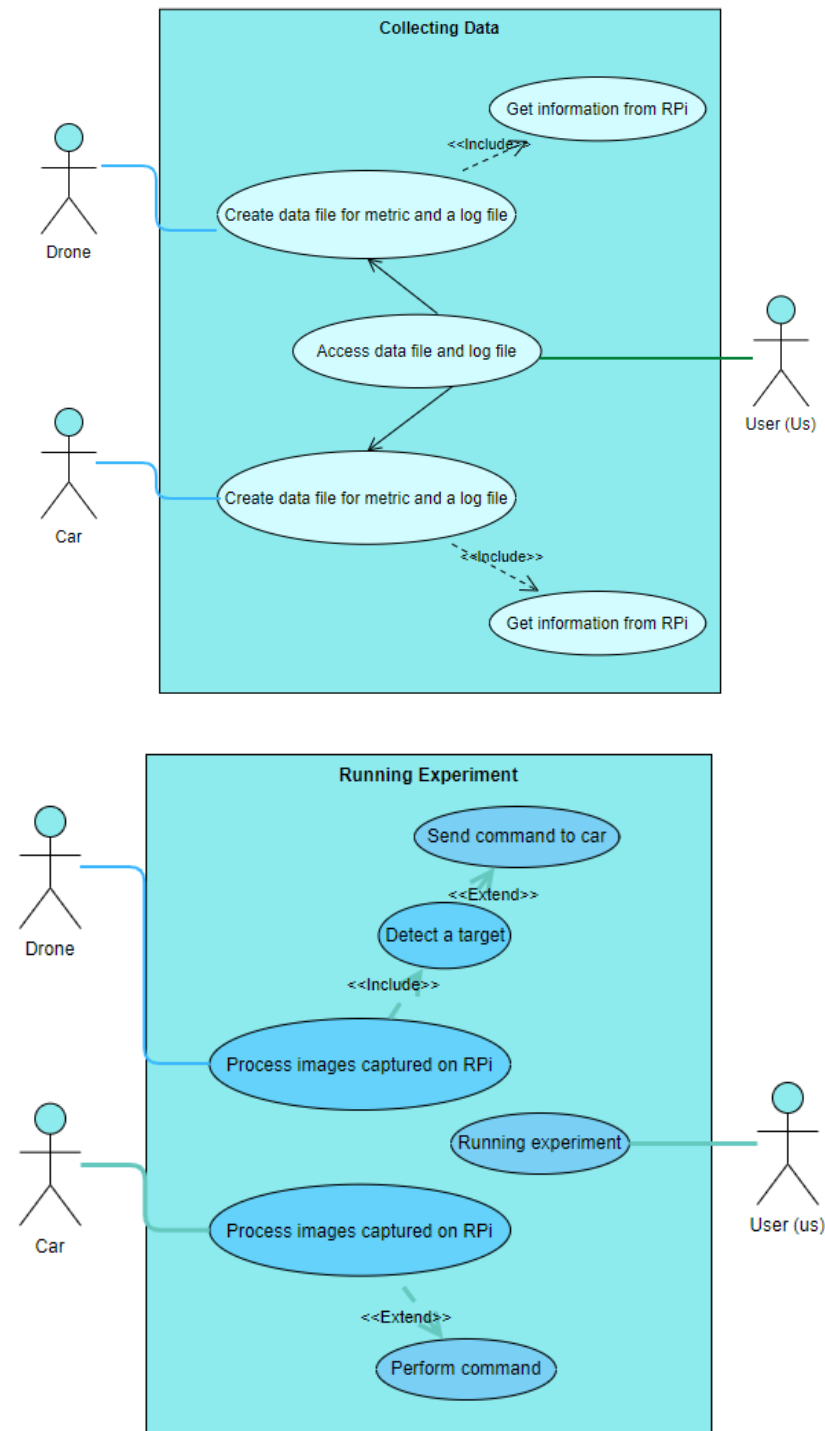 Collecting Data
Get information from RPi
<<Include>>
Create data file for metric and a log file
Drone
Access data file and log file
User (Us)
Create data file for metric and a log file
Car
<<Include>>
Get information from RPi
Running Experiment
Send command to car
<<Extend>>
Detect a target
Drone
<<Include>>
Process images captured on RPi
Running experiment
User (us)
Process images captured on RPi
Car
<<Extend>>
Perform command